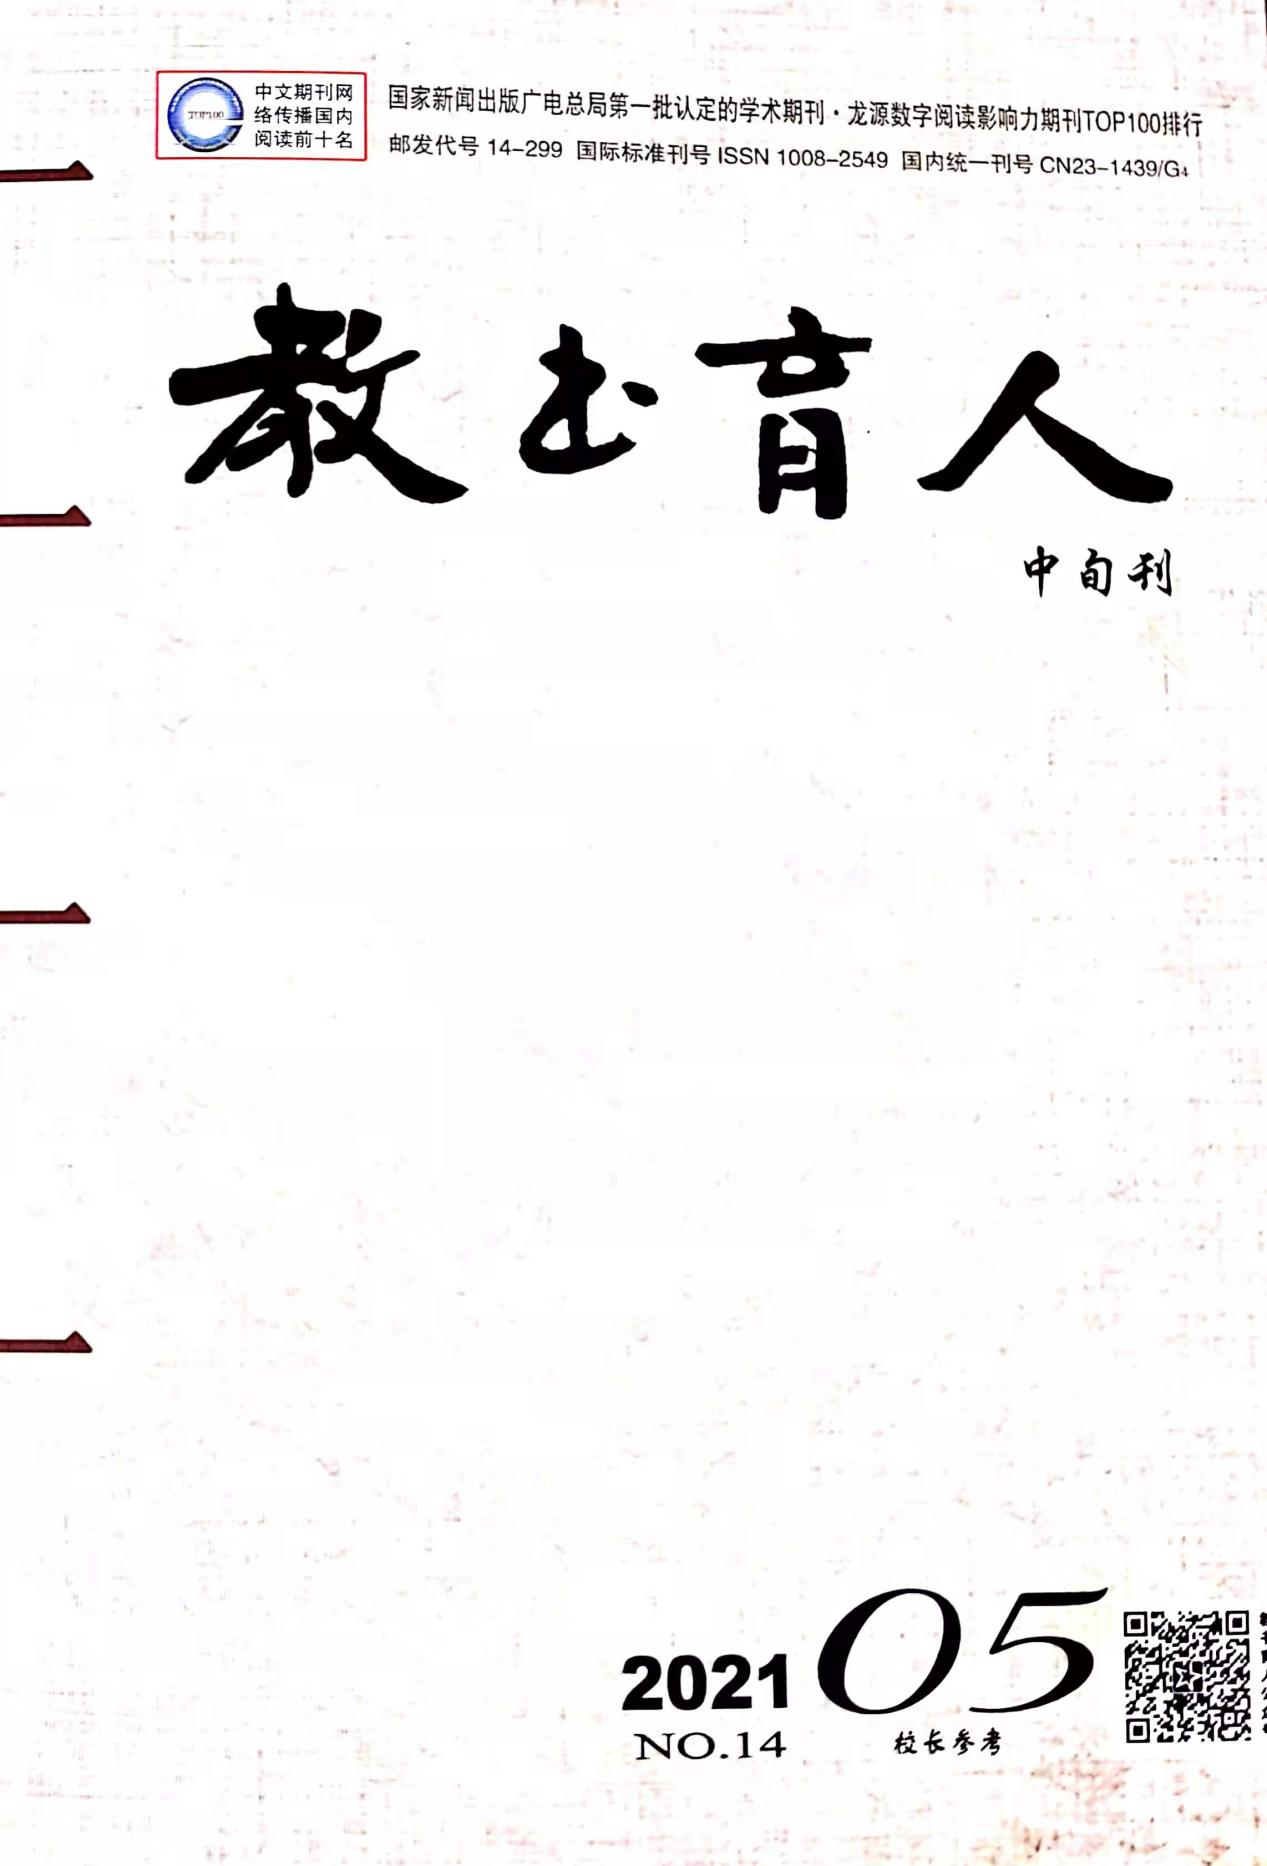 TOP100
中文期刊网
络传播国内
阅读前十名
国家新闻出版广电总局第一批认定的学术期刊·龙源数字阅读影响力期刊TOP100排行
邮发代号 14-299 国际标准刊号 ISSN 1008-2549 国内统一刊号 CN23-1439/G4
教书育人
中旬刊
2021 05
NO.14 校长参考